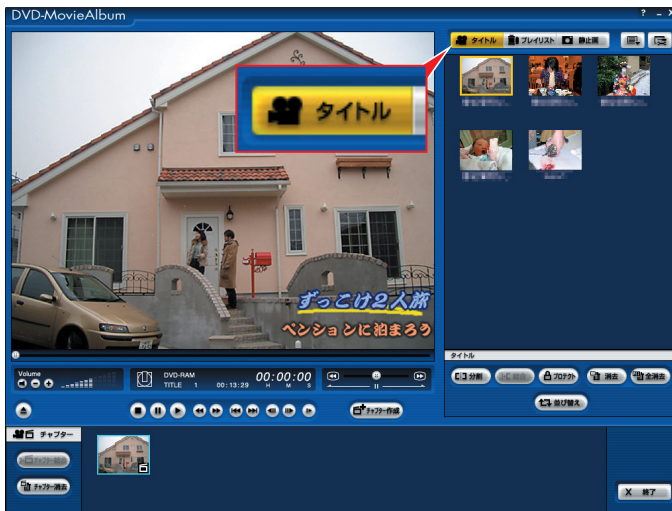 DVD-MovieAlbum
? - X
タイトル プレイリスト 静止画
タイトル
ずっこけ2人旅
ペンションに泊まろう
タイトル
分割 結合 プロテクト 消去 全消去
並び替え
Volume
DVD-RAM
TITLE 1 00:13:29
00:00:00
H M S
チャプター作成
チャプター
チャプター結合
チャプター消去
X 終了